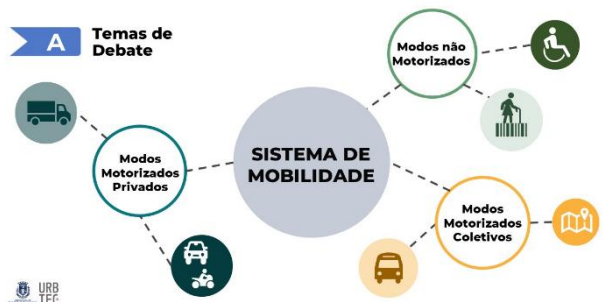 A
Temas de
Debate
Modos não
Motorizados
Modos
Motorizados
Privados
SISTEMA DE
MOBILIDADE
Modos
Motorizados
Coletivos
URB
TEC